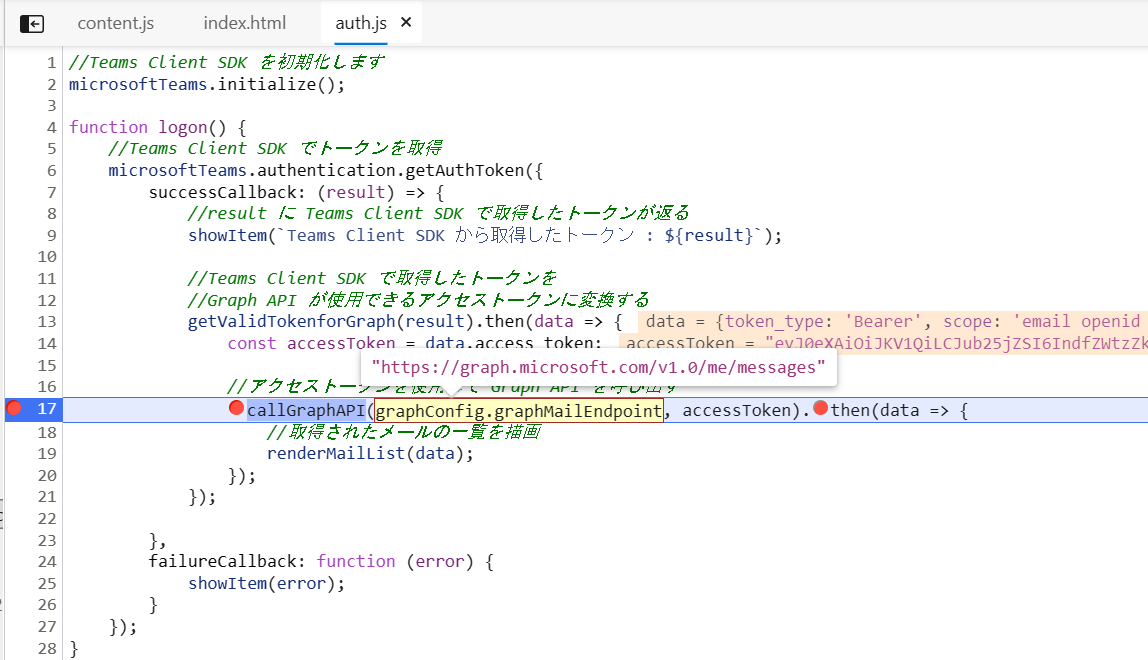 content.js index.html auth.js ×
1 //Teams Client SDK を初期化します
2 microsoftTeams.initialize();
3
4 function logon() {
5 //Teams Client SDK でトークンを取得
6 microsoftTeams.authentication.getAuthToken({
7 successCallback: (result) => {
8 //result に Teams Client SDK で取得したトークンが返る
9 showItem(`Teams Client SDK から取得したトークン : ${result}`);
10
11 //Teams Client SDK で取得したトークンを
12 //Graph API が使用できるアクセストークンに変換する
13 getValidTokenforGraph(result).then(data => { data = {token_type: 'Bearer', scope: 'email openid
14 const accessToken = data.access_token; accessToken = "eyJ0eXAiOiJKV1QiLCJub25jZSI6IndfZWtzZk
15 "https://graph.microsoft.com/v1.0/me/messages"
16 //アクセストークンを使用して Graph API を呼び出す
17 callGraphAPI(graphConfig.graphMailEndpoint, accessToken).then(data => {
18 //取得されたメールの一覧を描画
19 renderMailList(data);
20 });
21 });
22
23 },
24 failureCallback: function (error) {
25 showItem(error);
26 }
27 });
28 }